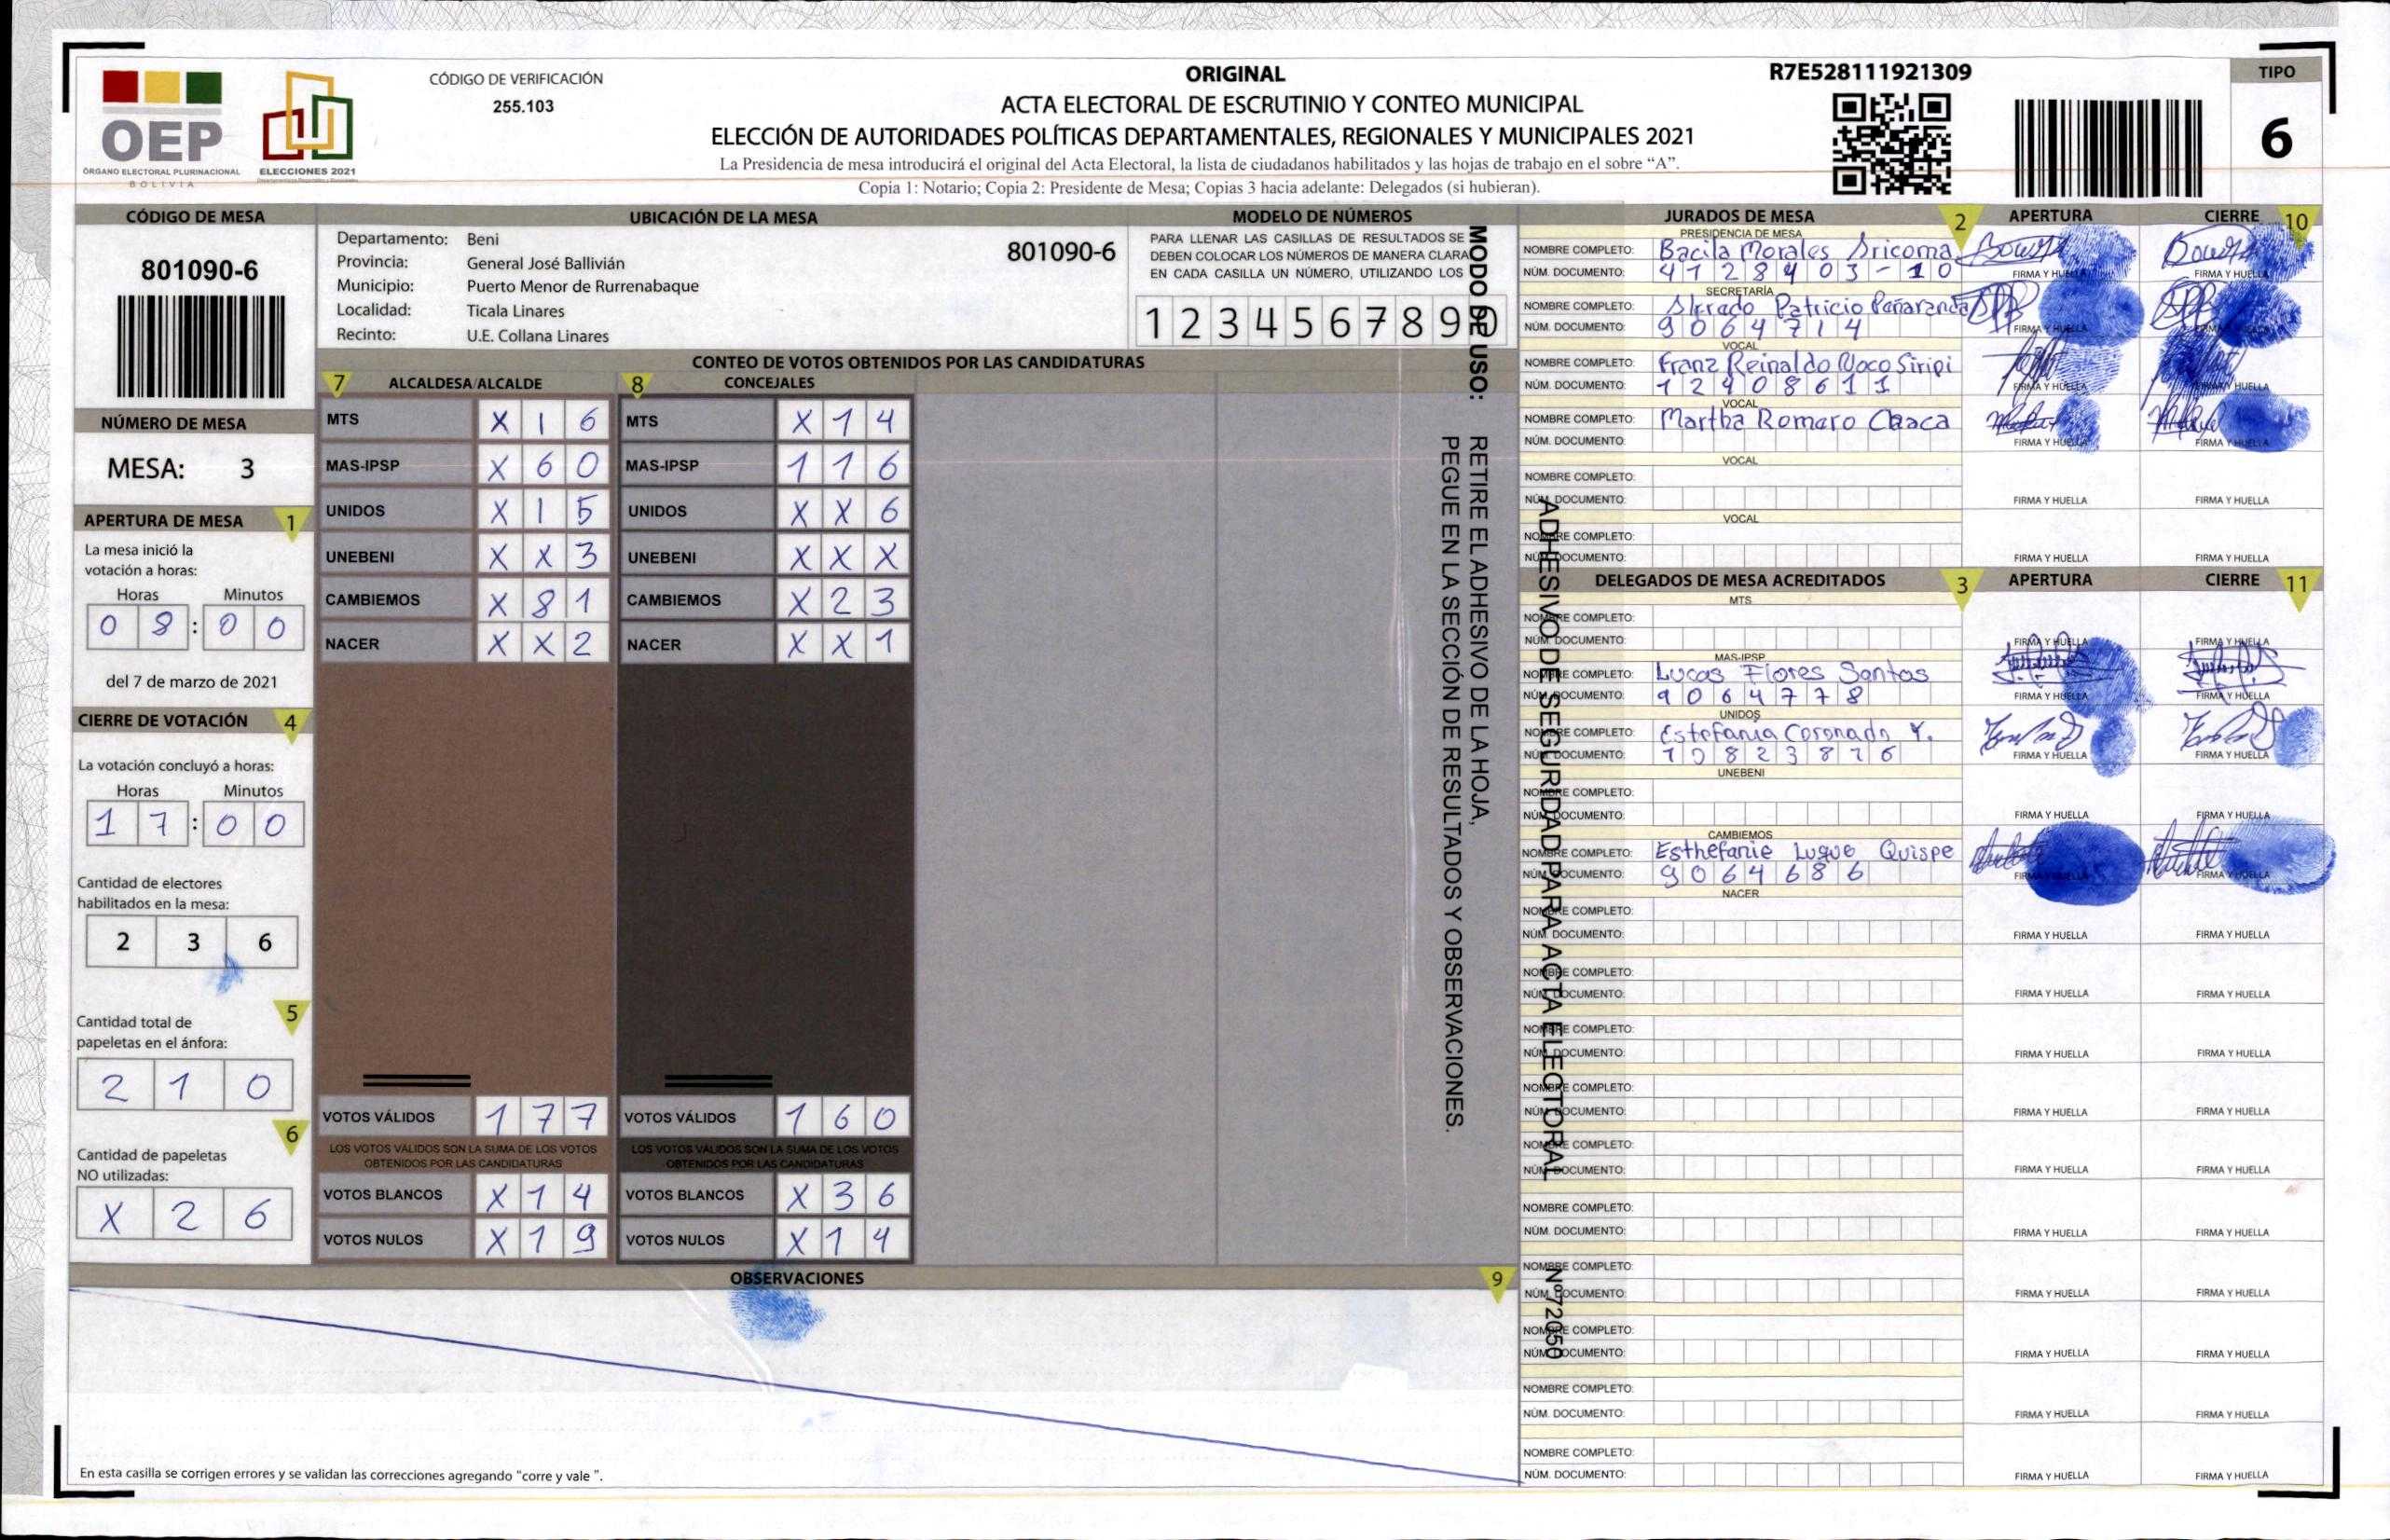 OEP
ÓRGANO ELECTORAL PLURINACIONAL
BOLIVIA
ELECCIONES 2021
CÓDIGO DE VERIFICACIÓN
255.103
ORIGINAL
ACTA ELECTORAL DE ESCRUTINIO Y CONTEO MUNICIPAL
ELECCIÓN DE AUTORIDADES POLÍTICAS DEPARTAMENTALES, REGIONALES Y MUNICIPALES 2021
La Presidencia de mesa introducirá el original del Acta Electoral, la lista de ciudadanos habilitados y las hojas de trabajo en el sobre “A”.
Copia 1: Notario; Copia 2: Presidente de Mesa; Copias 3 hacia adelante: Delegados (si hubieran).
R7E528111921309
TIPO
6
CÓDIGO DE MESA
801090-6
NÚMERO DE MESA
MESA: 3
APERTURA DE MESA 1
La mesa inició la
votación a horas:
Horas Minutos
0 8 : 0 0
del 7 de marzo de 2021
CIERRE DE VOTACIÓN 4
La votación concluyó a horas:
Horas Minutos
1 7 : 0 0
Cantidad de electores
habilitados en la mesa:
2 3 6
5
Cantidad total de
papeletas en el ánfora:
2 1 0
6
Cantidad de papeletas
NO utilizadas:
X 2 6
UBICACIÓN DE LA MESA
Departamento: Beni
801090-6
Provincia: General José Ballivián
Municipio: Puerto Menor de Rurrenabaque
Localidad: Ticala Linares
Recinto: U.E. Collana Linares
MODELO DE NÚMEROS
PARA LLENAR LAS CASILLAS DE RESULTADOS SE
DEBEN COLOCAR LOS NÚMEROS DE MANERA CLARA
EN CADA CASILLA UN NÚMERO, UTILIZANDO LOS
1 2 3 4 5 6 7 8 9 0
CONTEO DE VOTOS OBTENIDOS POR LAS CANDIDATURAS
7 ALCALDESA/ALCALDE
MTS X 1 6
MAS-IPSP X 6 0
UNIDOS X 1 5
UNEBENI X X 3
CAMBIEMOS X 8 1
NACER X X 2
VOTOS VÁLIDOS 1 7 7
LOS VOTOS VÁLIDOS SON LA SUMA DE LOS VOTOS
OBTENIDOS POR LAS CANDIDATURAS
VOTOS BLANCOS X 1 4
VOTOS NULOS X 1 9
8 CONCEJALES
MTS X 1 4
MAS-IPSP 1 1 6
UNIDOS X X 6
UNEBENI X X X
CAMBIEMOS X 2 3
NACER X X 1
VOTOS VÁLIDOS 1 6 0
LOS VOTOS VÁLIDOS SON LA SUMA DE LOS VOTOS
OBTENIDOS POR LAS CANDIDATURAS
VOTOS BLANCOS X 3 6
VOTOS NULOS X 1 4
MODO DE USO:
RETIRE EL ADHESIVO DE LA HOJA,
PEGUE EN LA SECCIÓN DE RESULTADOS Y OBSERVACIONES.
ADHESIVO DE SEGURIDAD PARA ACTA ELECTORAL Nº72050
OBSERVACIONES 9
En esta casilla se corrigen errores y se validan las correcciones agregando "corre y vale ".
JURADOS DE MESA 2 APERTURA CIERRE 10
PRESIDENCIA DE MESA
NOMBRE COMPLETO: Bacila Morales Aricoma
NÚM. DOCUMENTO: 4 1 2 8 4 0 3 - 1 0 FIRMA Y HUELLA FIRMA Y HUELLA
SECRETARÍA
NOMBRE COMPLETO: Patricio Peñaranda
NÚM. DOCUMENTO: 9 0 6 4 7 1 4 FIRMA Y HUELLA FIRMA
VOCAL
NOMBRE COMPLETO: Franz Reinaldo Noco Siripi
NÚM. DOCUMENTO: 1 2 4 0 8 6 1 1 FIRMA Y HUELLA HUELLA
VOCAL
NOMBRE COMPLETO: Martha Romero
NÚM. DOCUMENTO: FIRMA Y HUELLA FIRMA Y HUELLA
VOCAL
NOMBRE COMPLETO:
NÚM. DOCUMENTO: FIRMA Y HUELLA FIRMA Y HUELLA
VOCAL
NOMBRE COMPLETO:
NÚM. DOCUMENTO: FIRMA Y HUELLA FIRMA Y HUELLA
DELEGADOS DE MESA ACREDITADOS 3 APERTURA CIERRE 11
MTS
NOMBRE COMPLETO:
NÚM. DOCUMENTO: FIRMA Y HUELLA FIRMA Y HUELLA
MAS-IPSP
NOMBRE COMPLETO: Lucas Flores Santos
NÚM. DOCUMENTO: 9 0 6 4 7 7 8 FIRMA Y HUELLA FIRMA Y HUELLA
UNIDOS
NOMBRE COMPLETO: Estefania Coronado Y.
NÚM. DOCUMENTO: 1 0 8 2 3 8 7 6 FIRMA Y HUELLA FIRMA Y HUELLA
UNEBENI
NOMBRE COMPLETO:
NÚM. DOCUMENTO: FIRMA Y HUELLA FIRMA Y HUELLA
CAMBIEMOS
NOMBRE COMPLETO: Esthefanie Luque Quispe
NÚM. DOCUMENTO: 9 0 6 4 6 8 6 FIRMA FIRMA Y HUELLA
NACER
NOMBRE COMPLETO:
NÚM. DOCUMENTO: FIRMA Y HUELLA FIRMA Y HUELLA
NOMBRE COMPLETO:
NÚM. DOCUMENTO: FIRMA Y HUELLA FIRMA Y HUELLA
NOMBRE COMPLETO:
NÚM. DOCUMENTO: FIRMA Y HUELLA FIRMA Y HUELLA
NOMBRE COMPLETO:
NÚM. DOCUMENTO: FIRMA Y HUELLA FIRMA Y HUELLA
NOMBRE COMPLETO:
NÚM. DOCUMENTO: FIRMA Y HUELLA FIRMA Y HUELLA
NOMBRE COMPLETO:
NÚM. DOCUMENTO: FIRMA Y HUELLA FIRMA Y HUELLA
NOMBRE COMPLETO:
NÚM. DOCUMENTO: FIRMA Y HUELLA FIRMA Y HUELLA
NOMBRE COMPLETO:
NÚM. DOCUMENTO: FIRMA Y HUELLA FIRMA Y HUELLA
NOMBRE COMPLETO:
NÚM. DOCUMENTO: FIRMA Y HUELLA FIRMA Y HUELLA
NOMBRE COMPLETO:
NÚM. DOCUMENTO: FIRMA Y HUELLA FIRMA Y HUELLA